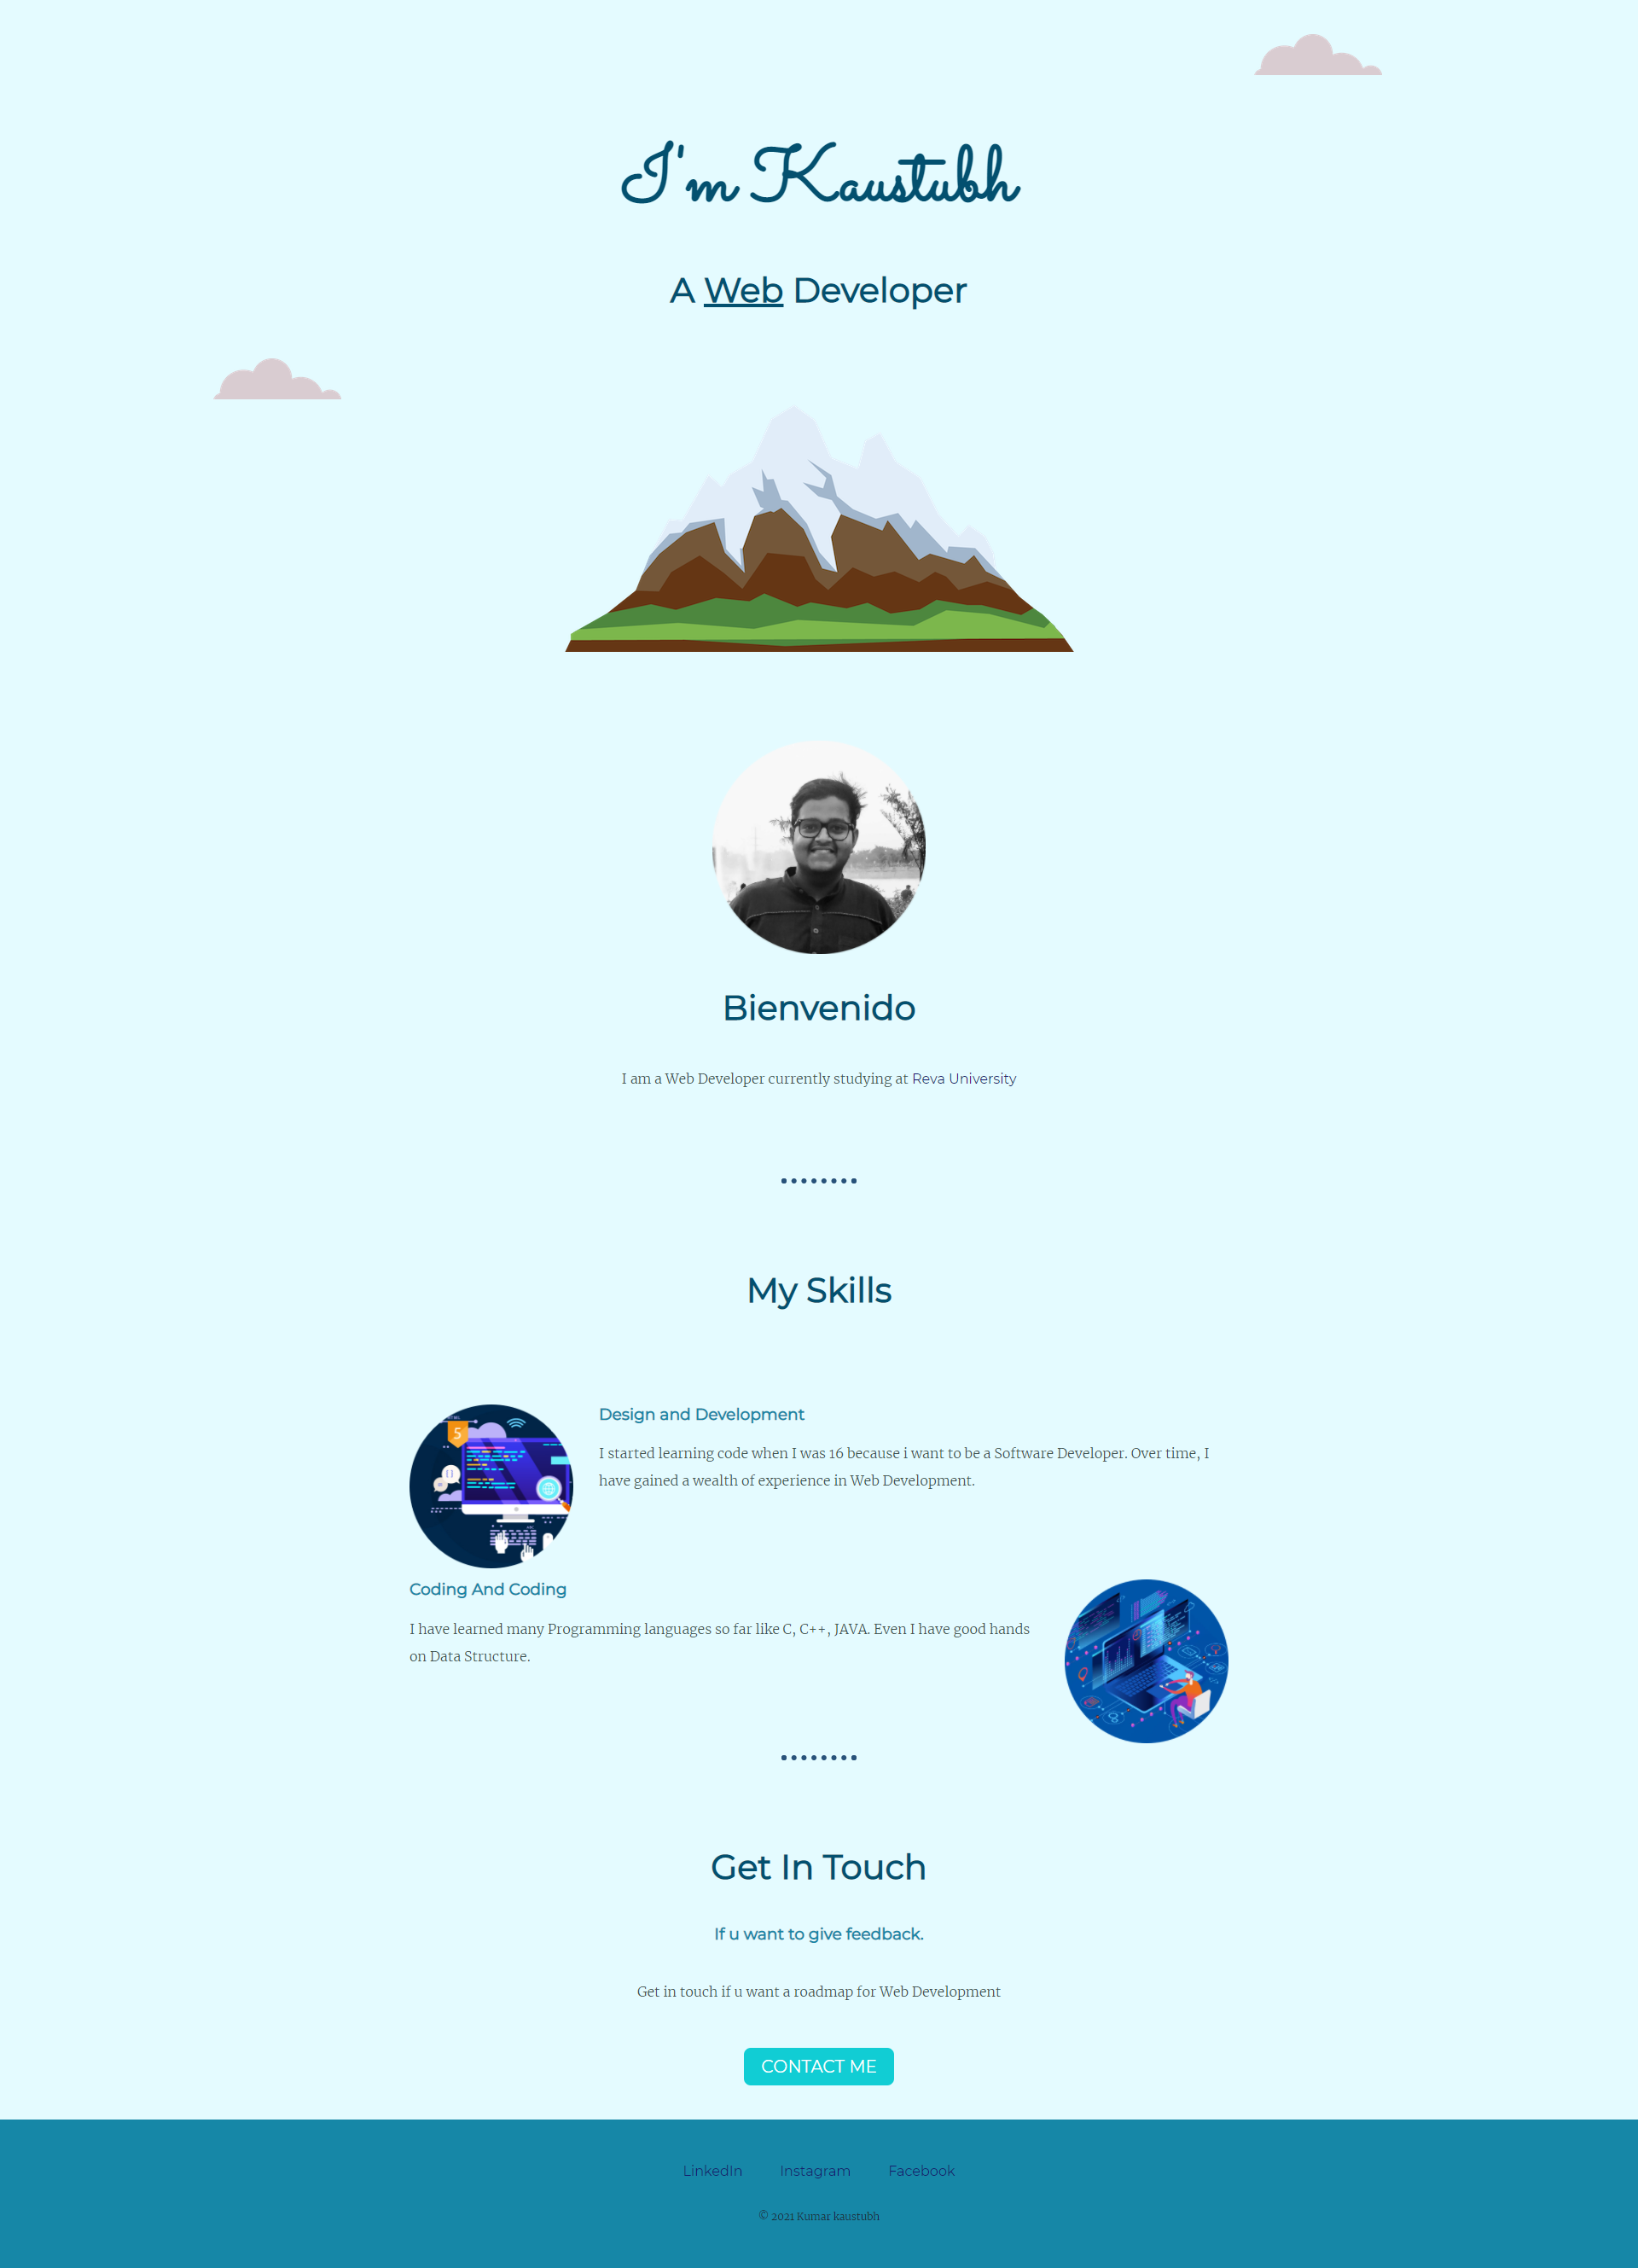 I'm Kaustubh
A Web Developer
Bienvenido
I am a Web Developer currently studying at Reva University
My Skills
5
Design and Development
I started learning code when I was 16 because i want to be a Software Developer. Over time, I
have gained a wealth of experience in Web Development.
Coding And Coding
I have learned many Programming languages so far like C, C++, JAVA. Even I have good hands
on Data Structure.
Get In Touch
If u want to give feedback.
Get in touch if u want a roadmap for Web Development
CONTACT ME
LinkedIn Instagram Facebook
© 2021 Kumar kaustubh